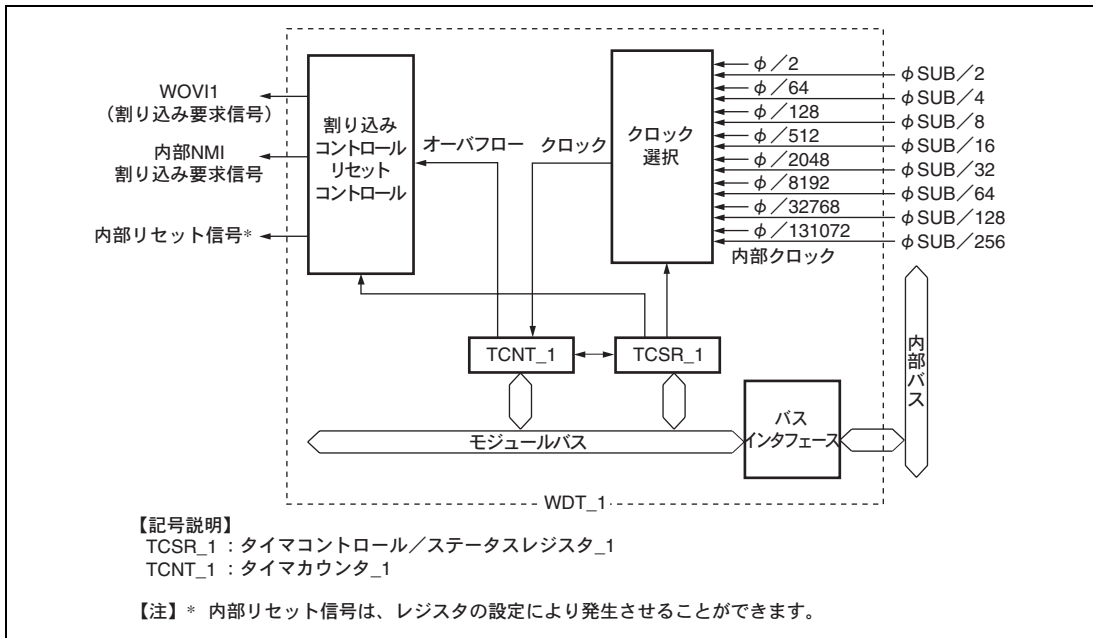 WOVI1
（割り込み要求信号）
内部NMI
割り込み要求信号
内部リセット信号*
割り込み
コントロール
リセット
コントロール
オーバフロー
クロック
クロック
選択
φ／2
φ／64
φ／128
φ／512
φ／2048
φ／8192
φ／32768
φ／131072
内部クロック
φSUB／2
φSUB／4
φSUB／8
φSUB／16
φSUB／32
φSUB／64
φSUB／128
φSUB／256
TCNT_1
TCSR_1
モジュールバス
バス
インタフェース
内部バス
WDT_1
【記号説明】
TCSR_1 ：タイマコントロール／ステータスレジスタ_1
TCNT_1 ：タイマカウンタ_1
【注】* 内部リセット信号は、レジスタの設定により発生させることができます。